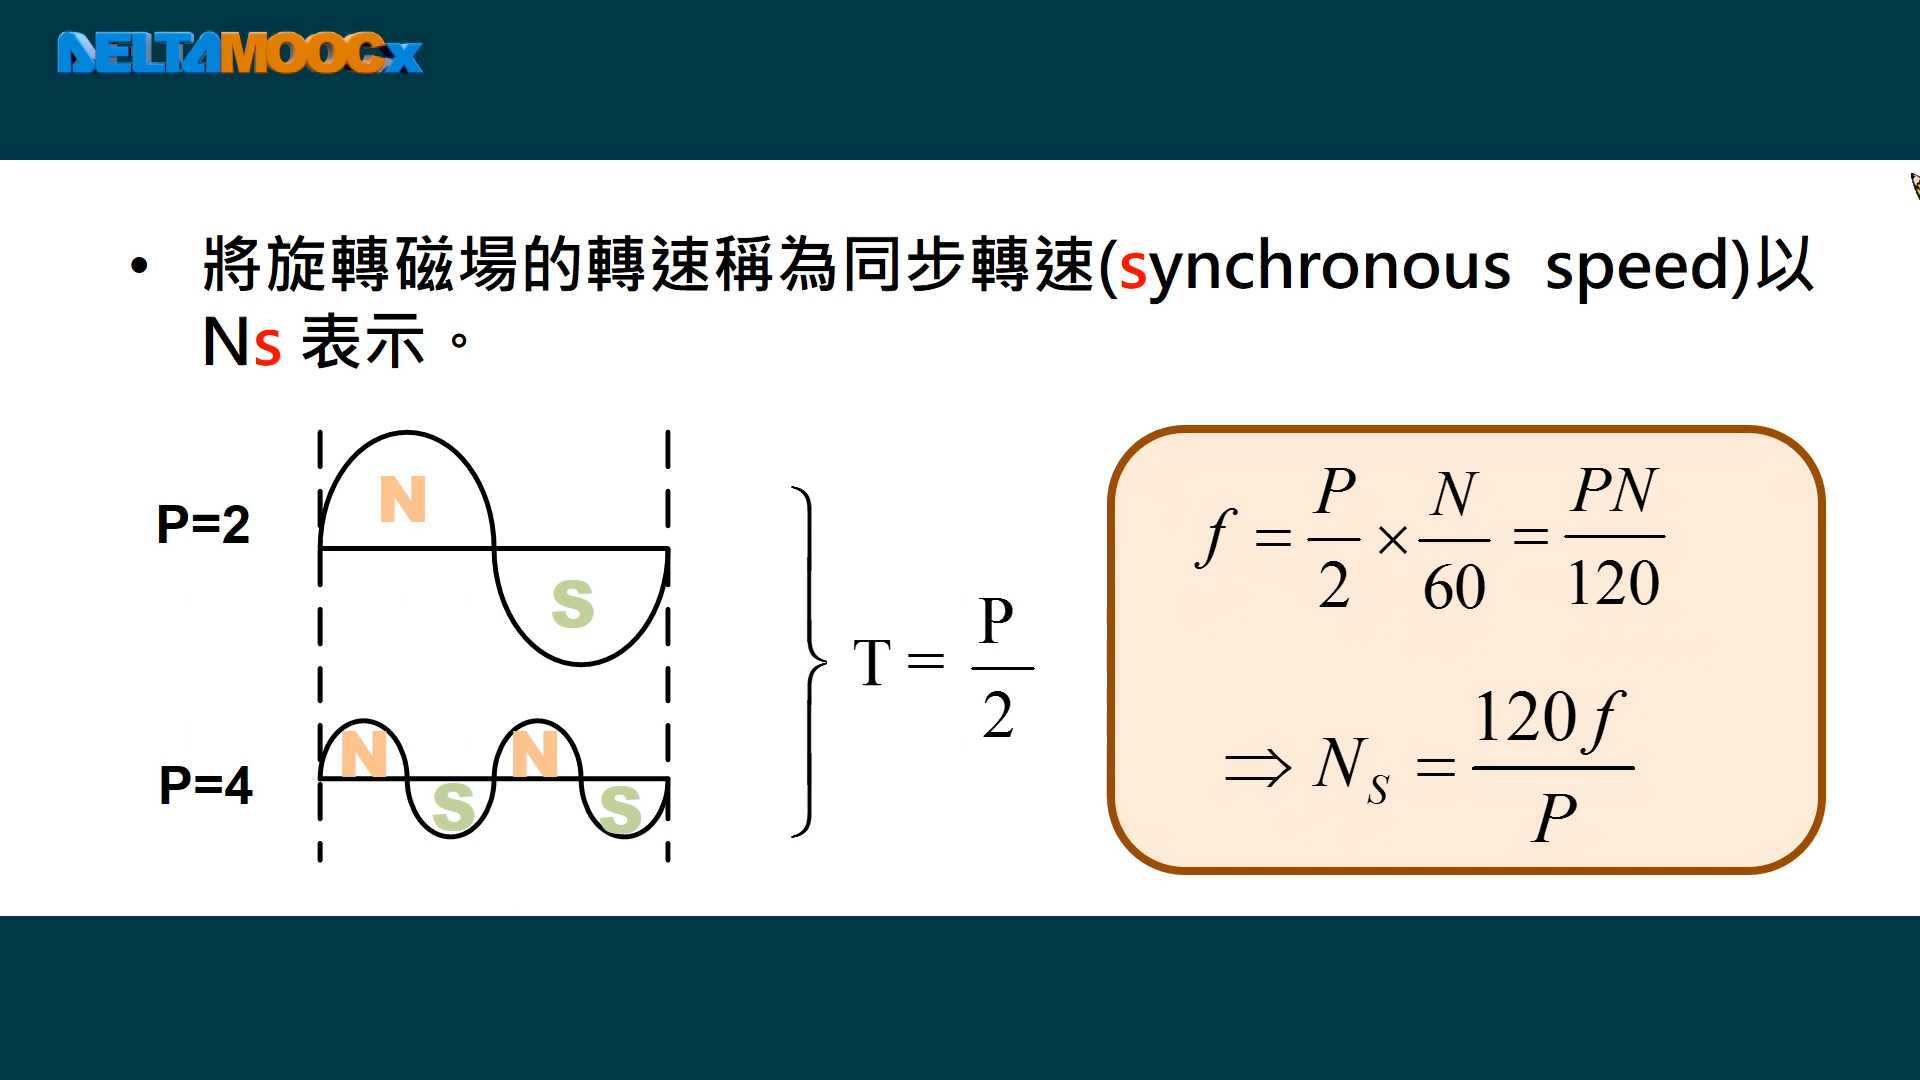 DELTAMOOCx
• 將旋轉磁場的轉速稱為同步轉速(synchronous speed)以
Ns 表示。
P=2
N
S
P=4
N S N S
T = P/2
f = P/2 × N/60 = PN/120
⇒ N_S = 120f/P